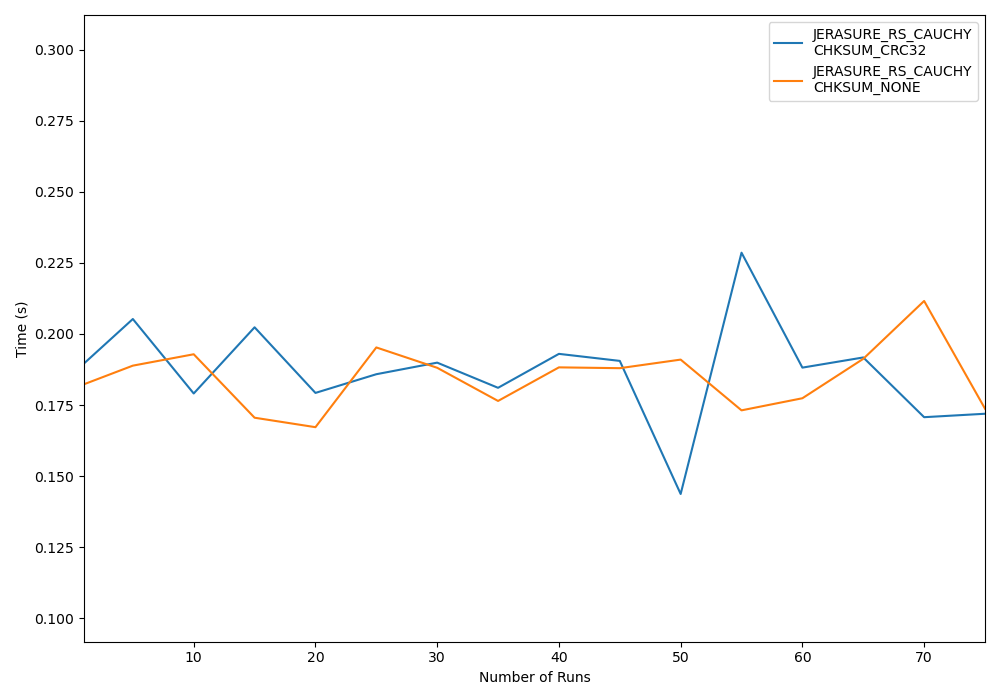 JERASURE_RS_CAUCHY
CHKSUM_CRC32
JERASURE_RS_CAUCHY
CHKSUM_NONE
0.300
0.275
0.250
0.225
0.200
0.175
0.150
0.125
0.100
Time (s)
10 20 30 40 50 60 70
Number of Runs